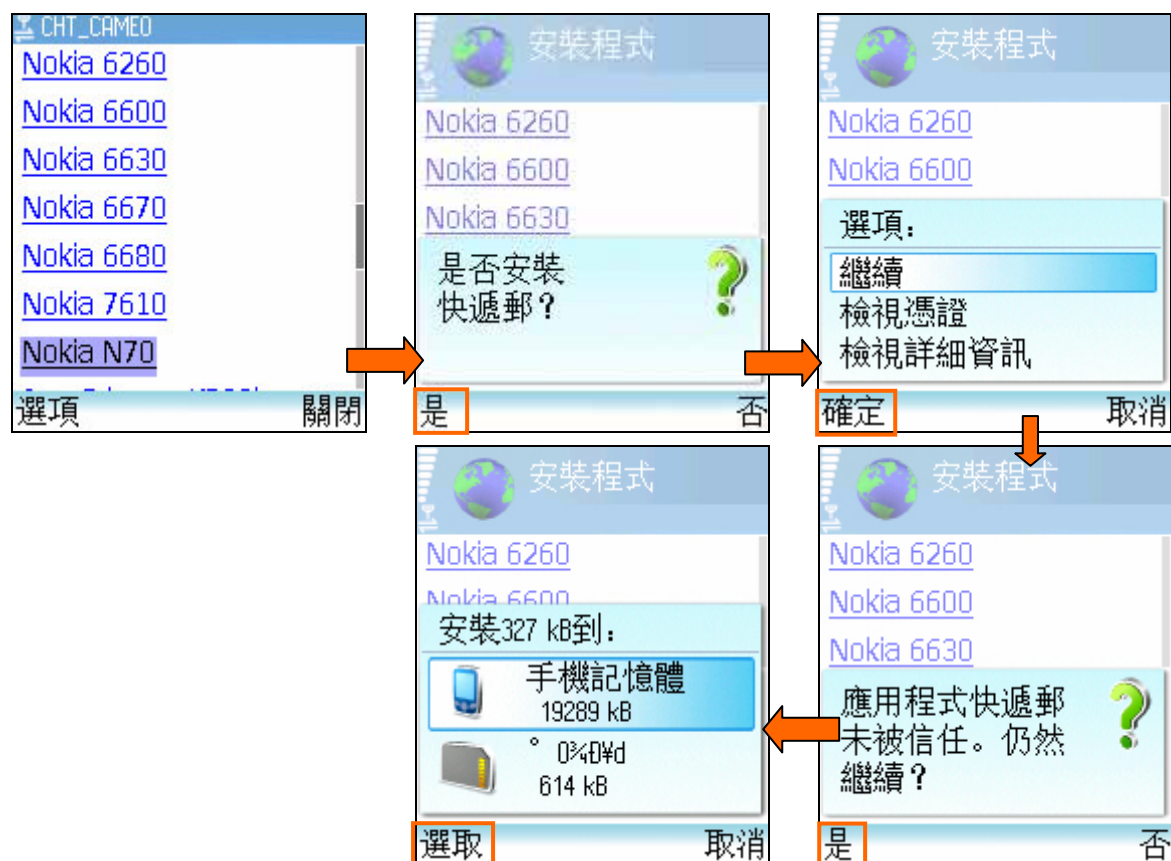 CHT_CAMEO
Nokia 6260
Nokia 6600
Nokia 6630
Nokia 6670
Nokia 6680
Nokia 7610
Nokia N70
選項 關閉
安裝程式
Nokia 6260
Nokia 6600
Nokia 6630
是否安裝
快遞郵？
是 否
安裝程式
Nokia 6260
Nokia 6600
選項：
繼續
檢視憑證
檢視詳細資訊
確定 取消
安裝程式
Nokia 6260
Nokia 6630
Nokia 6600
應用程式快遞郵
未被信任。仍然
繼續？
是 否
安裝程式
Nokia 6260
Nokia 6600
安裝327 kB到：
手機記憶體
19289 kB
° 0¾Ð¥d
614 kB
選取 取消